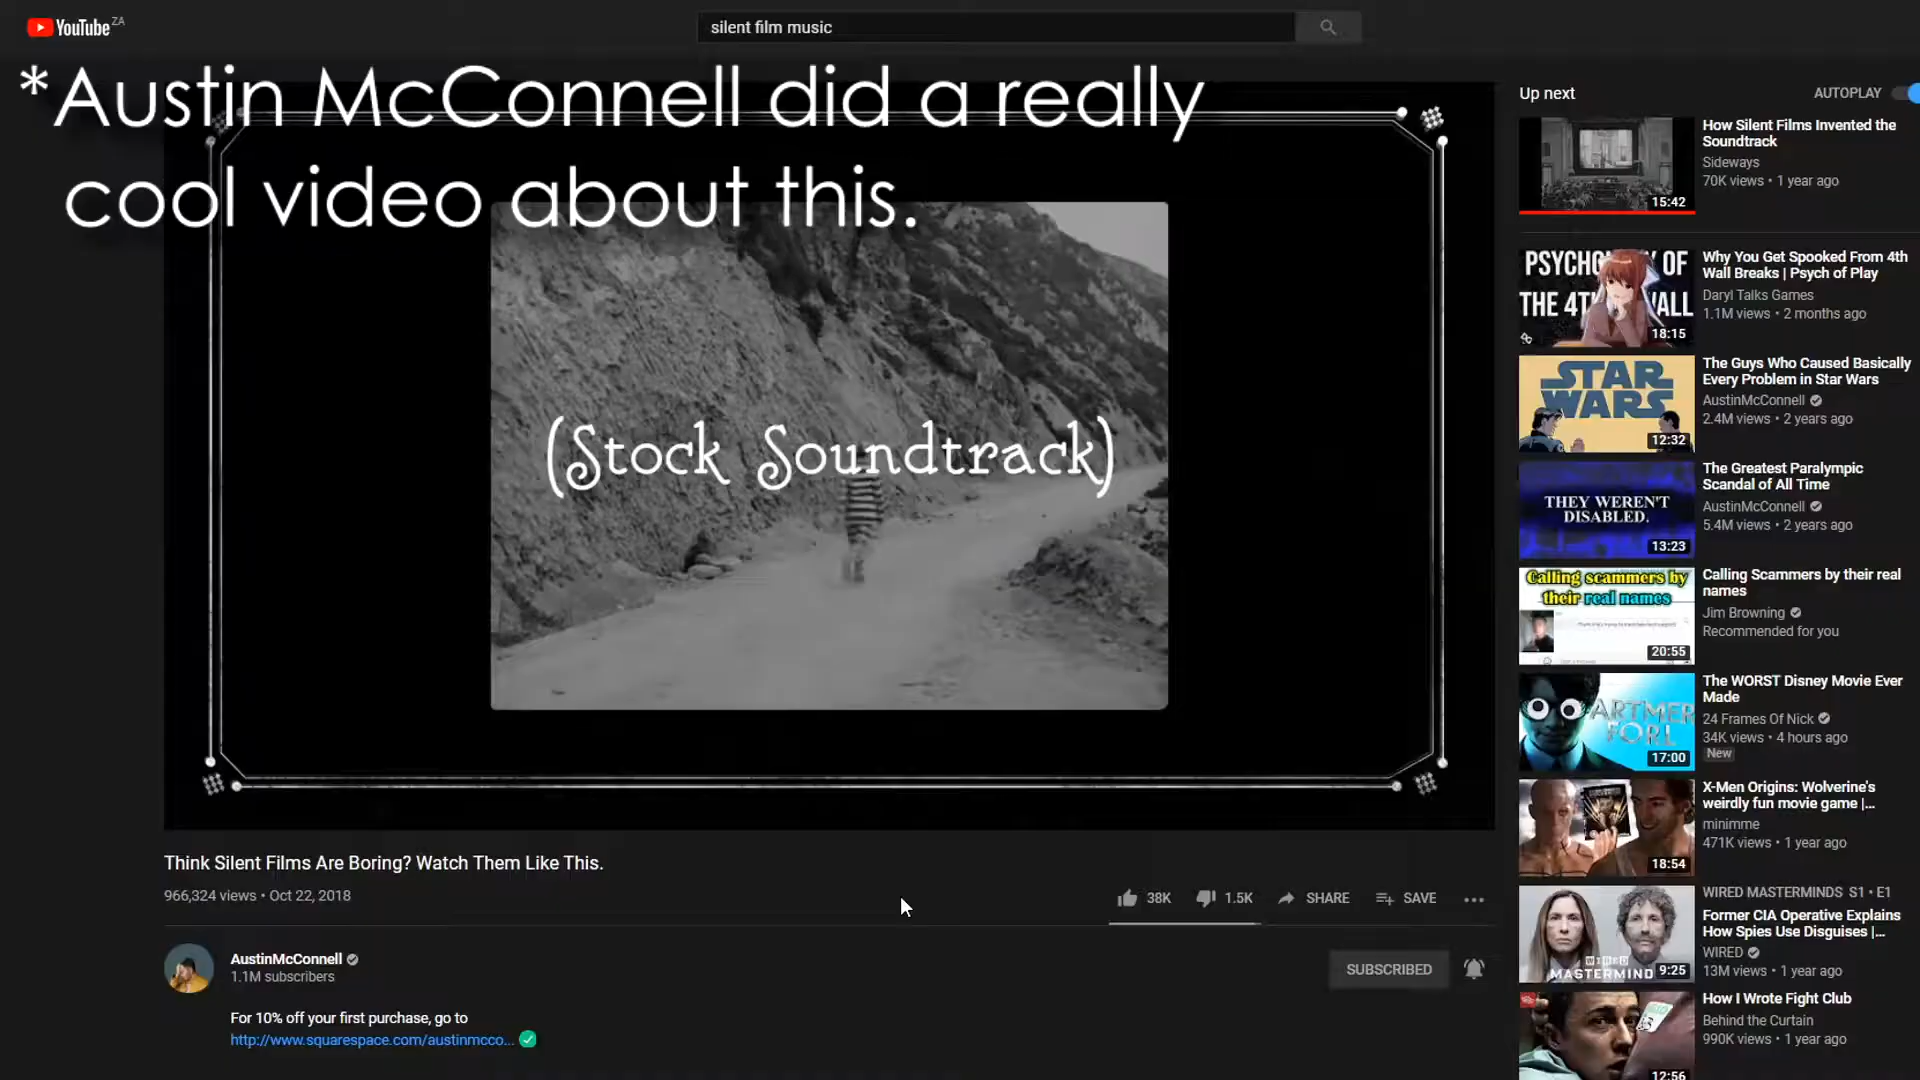 YouTube ZA
silent film music
*Austin McConnell did a really
cool video about this.
(Stock Soundtrack)
Think Silent Films Are Boring? Watch Them Like This.
966,324 views • Oct 22, 2018
38K
1.5K
SHARE
SAVE
AustinMcConnell
1.1M subscribers
SUBSCRIBED
For 10% off your first purchase, go to
http://www.squarespace.com/austinmcco...
Up next
AUTOPLAY
15:42
How Silent Films Invented the
Soundtrack
Sideways
70K views • 1 year ago
PSYCHO OF
THE 4T WALL
18:15
Why You Get Spooked From 4th
Wall Breaks | Psych of Play
Daryl Talks Games
1.1M views • 2 months ago
STAR
WARS
12:32
The Guys Who Caused Basically
Every Problem in Star Wars
AustinMcConnell
2.4M views • 2 years ago
THEY WEREN'T
DISABLED.
13:23
The Greatest Paralympic
Scandal of All Time
AustinMcConnell
5.4M views • 2 years ago
Calling scammers by
their real names
20:55
Calling Scammers by their real
names
Jim Browning
Recommended for you
ARTMER
FORL
17:00
The WORST Disney Movie Ever
Made
24 Frames Of Nick
34K views • 4 hours ago
New
18:54
X-Men Origins: Wolverine's
weirdly fun movie game |...
minimme
471K views • 1 year ago
WIRED
MASTERMIND
9:25
WIRED MASTERMINDS S1 • E1
Former CIA Operative Explains
How Spies Use Disguises |...
WIRED
13M views • 1 year ago
12:56
How I Wrote Fight Club
Behind the Curtain
990K views • 1 year ago